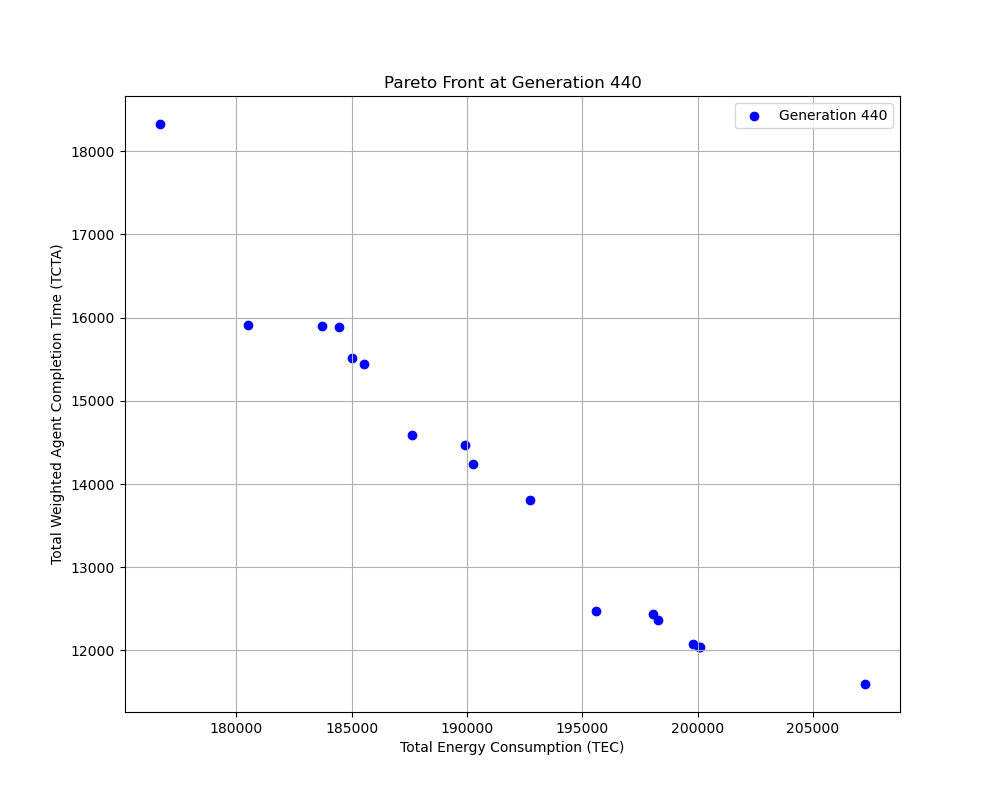 Pareto Front at Generation 440
Generation 440
18000
17000
16000
15000
14000
13000
12000
Total Weighted Agent Completion Time (TCTA)
180000 185000 190000 195000 200000 205000
Total Energy Consumption (TEC)